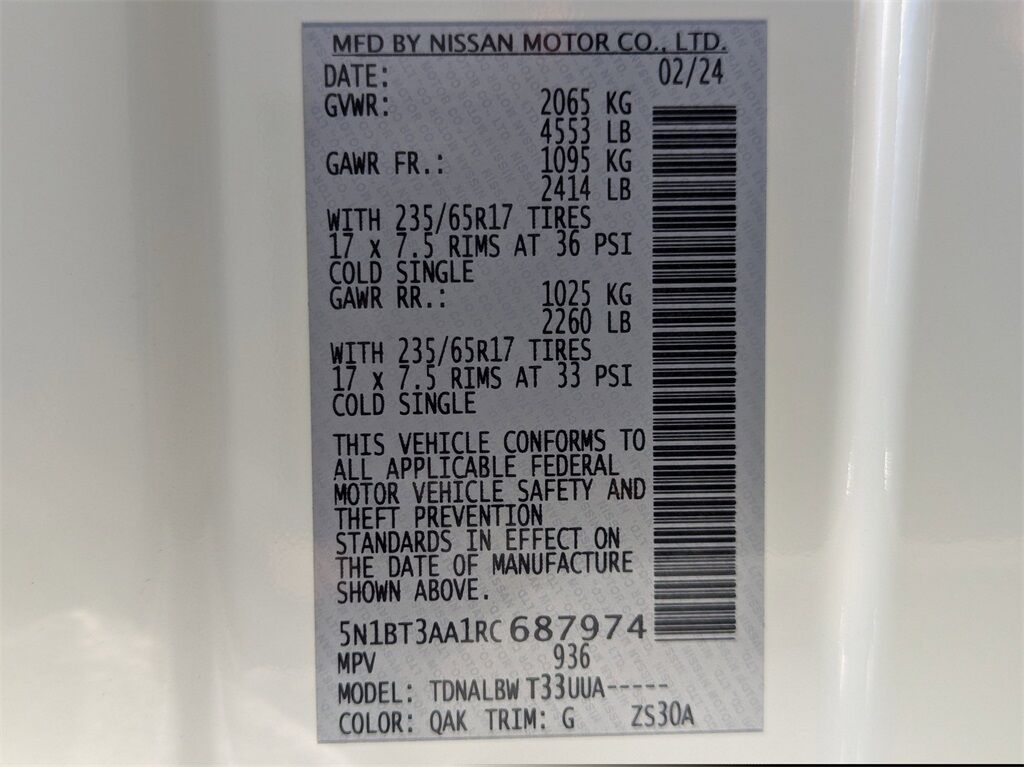 MFD BY NISSAN MOTOR CO., LTD.
DATE: 02/24
GVWR: 2065 KG
4553 LB
GAWR FR.: 1095 KG
2414 LB
WITH 235/65R17 TIRES
17 x 7.5 RIMS AT 36 PSI
COLD SINGLE
GAWR RR.: 1025 KG
2260 LB
WITH 235/65R17 TIRES
17 x 7.5 RIMS AT 33 PSI
COLD SINGLE
THIS VEHICLE CONFORMS TO
ALL APPLICABLE FEDERAL
MOTOR VEHICLE SAFETY AND
THEFT PREVENTION
STANDARDS IN EFFECT ON
THE DATE OF MANUFACTURE
SHOWN ABOVE.
5N1BT3AA1RC687974
MPV 936
MODEL: TDNALBW T33UUA-----
COLOR: QAK TRIM: G ZS30A